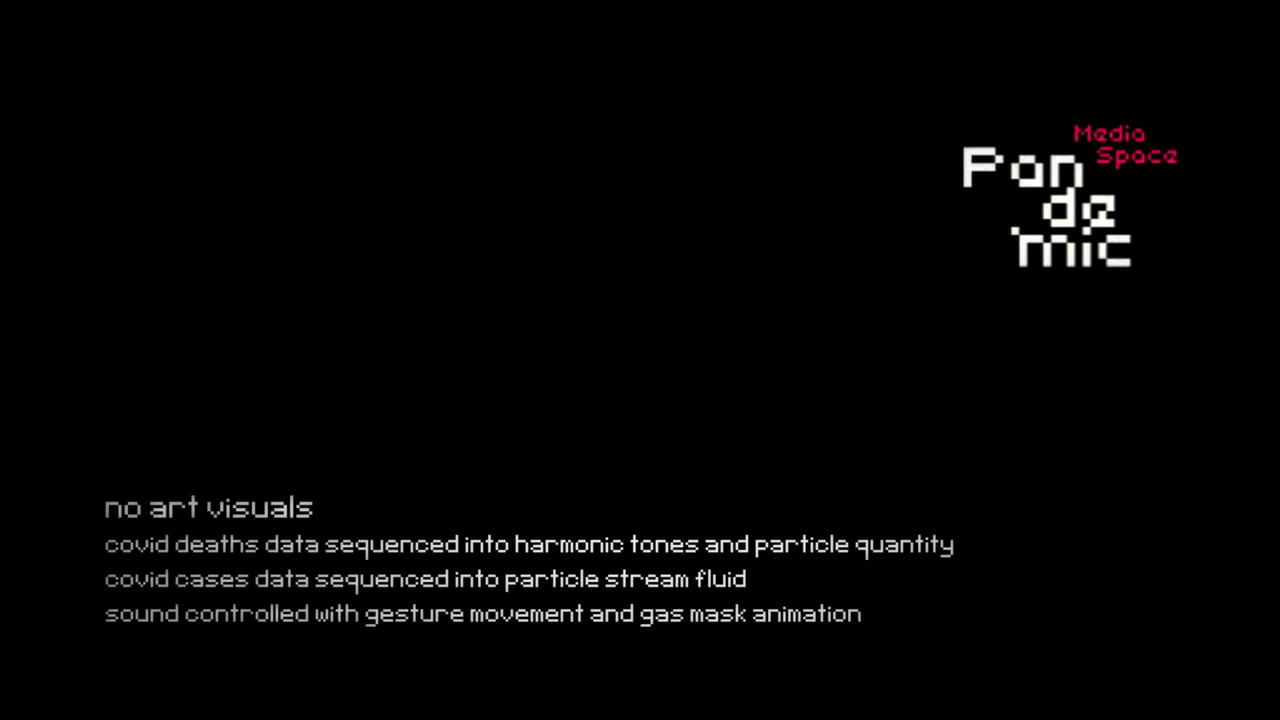 Media
Space
Pan
de
mic
no art visuals
covid deaths data sequenced into harmonic tones and particle quantity
covid cases data sequenced into particle stream fluid
sound controlled with gesture movement and gas mask animation